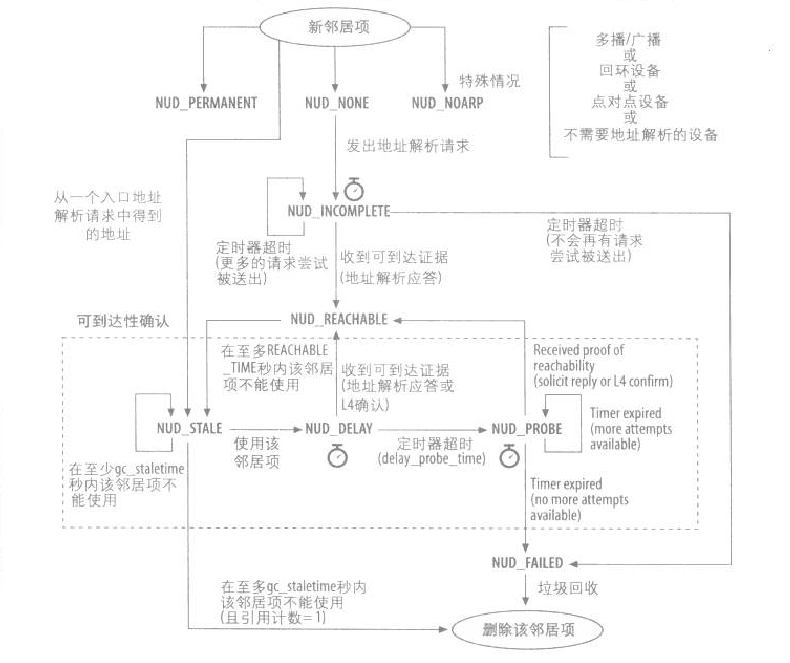 新邻居项
特殊情况
NUD_PERMANENT
NUD_NONE
NUD_NOARP
多播/广播
或
回环设备
或
点对点设备
或
不需要地址解析的设备
发出地址解析请求
从一个入口地址
解析请求中得到
的地址
NUD_INCOMPLETE
定时器超时
(更多的请求尝试
被送出)
收到可到达证据
(地址解析应答)
定时器超时
(不会再有请求
尝试被送出)
可到达性确认
NUD_REACHABLE
在至多REACHABLE
_TIME秒内该邻居
项不能使用
收到可到达证据
(地址解析应答或
L4确认)
Received proof of
reachability
(solicit reply or L4 confirm)
NUD_STALE
使用该
邻居项
NUD_DELAY
定时器超时
(delay_probe_time)
NUD_PROBE
Timer expired
(more attempts
available)
在至少gc_staletime
秒内该邻居项不
能使用
Timer expired
(no more attempts
available)
NUD_FAILED
垃圾回收
在至多gc_staletime秒内
该邻居项不能使用
(且引用计数=1)
删除该邻居项